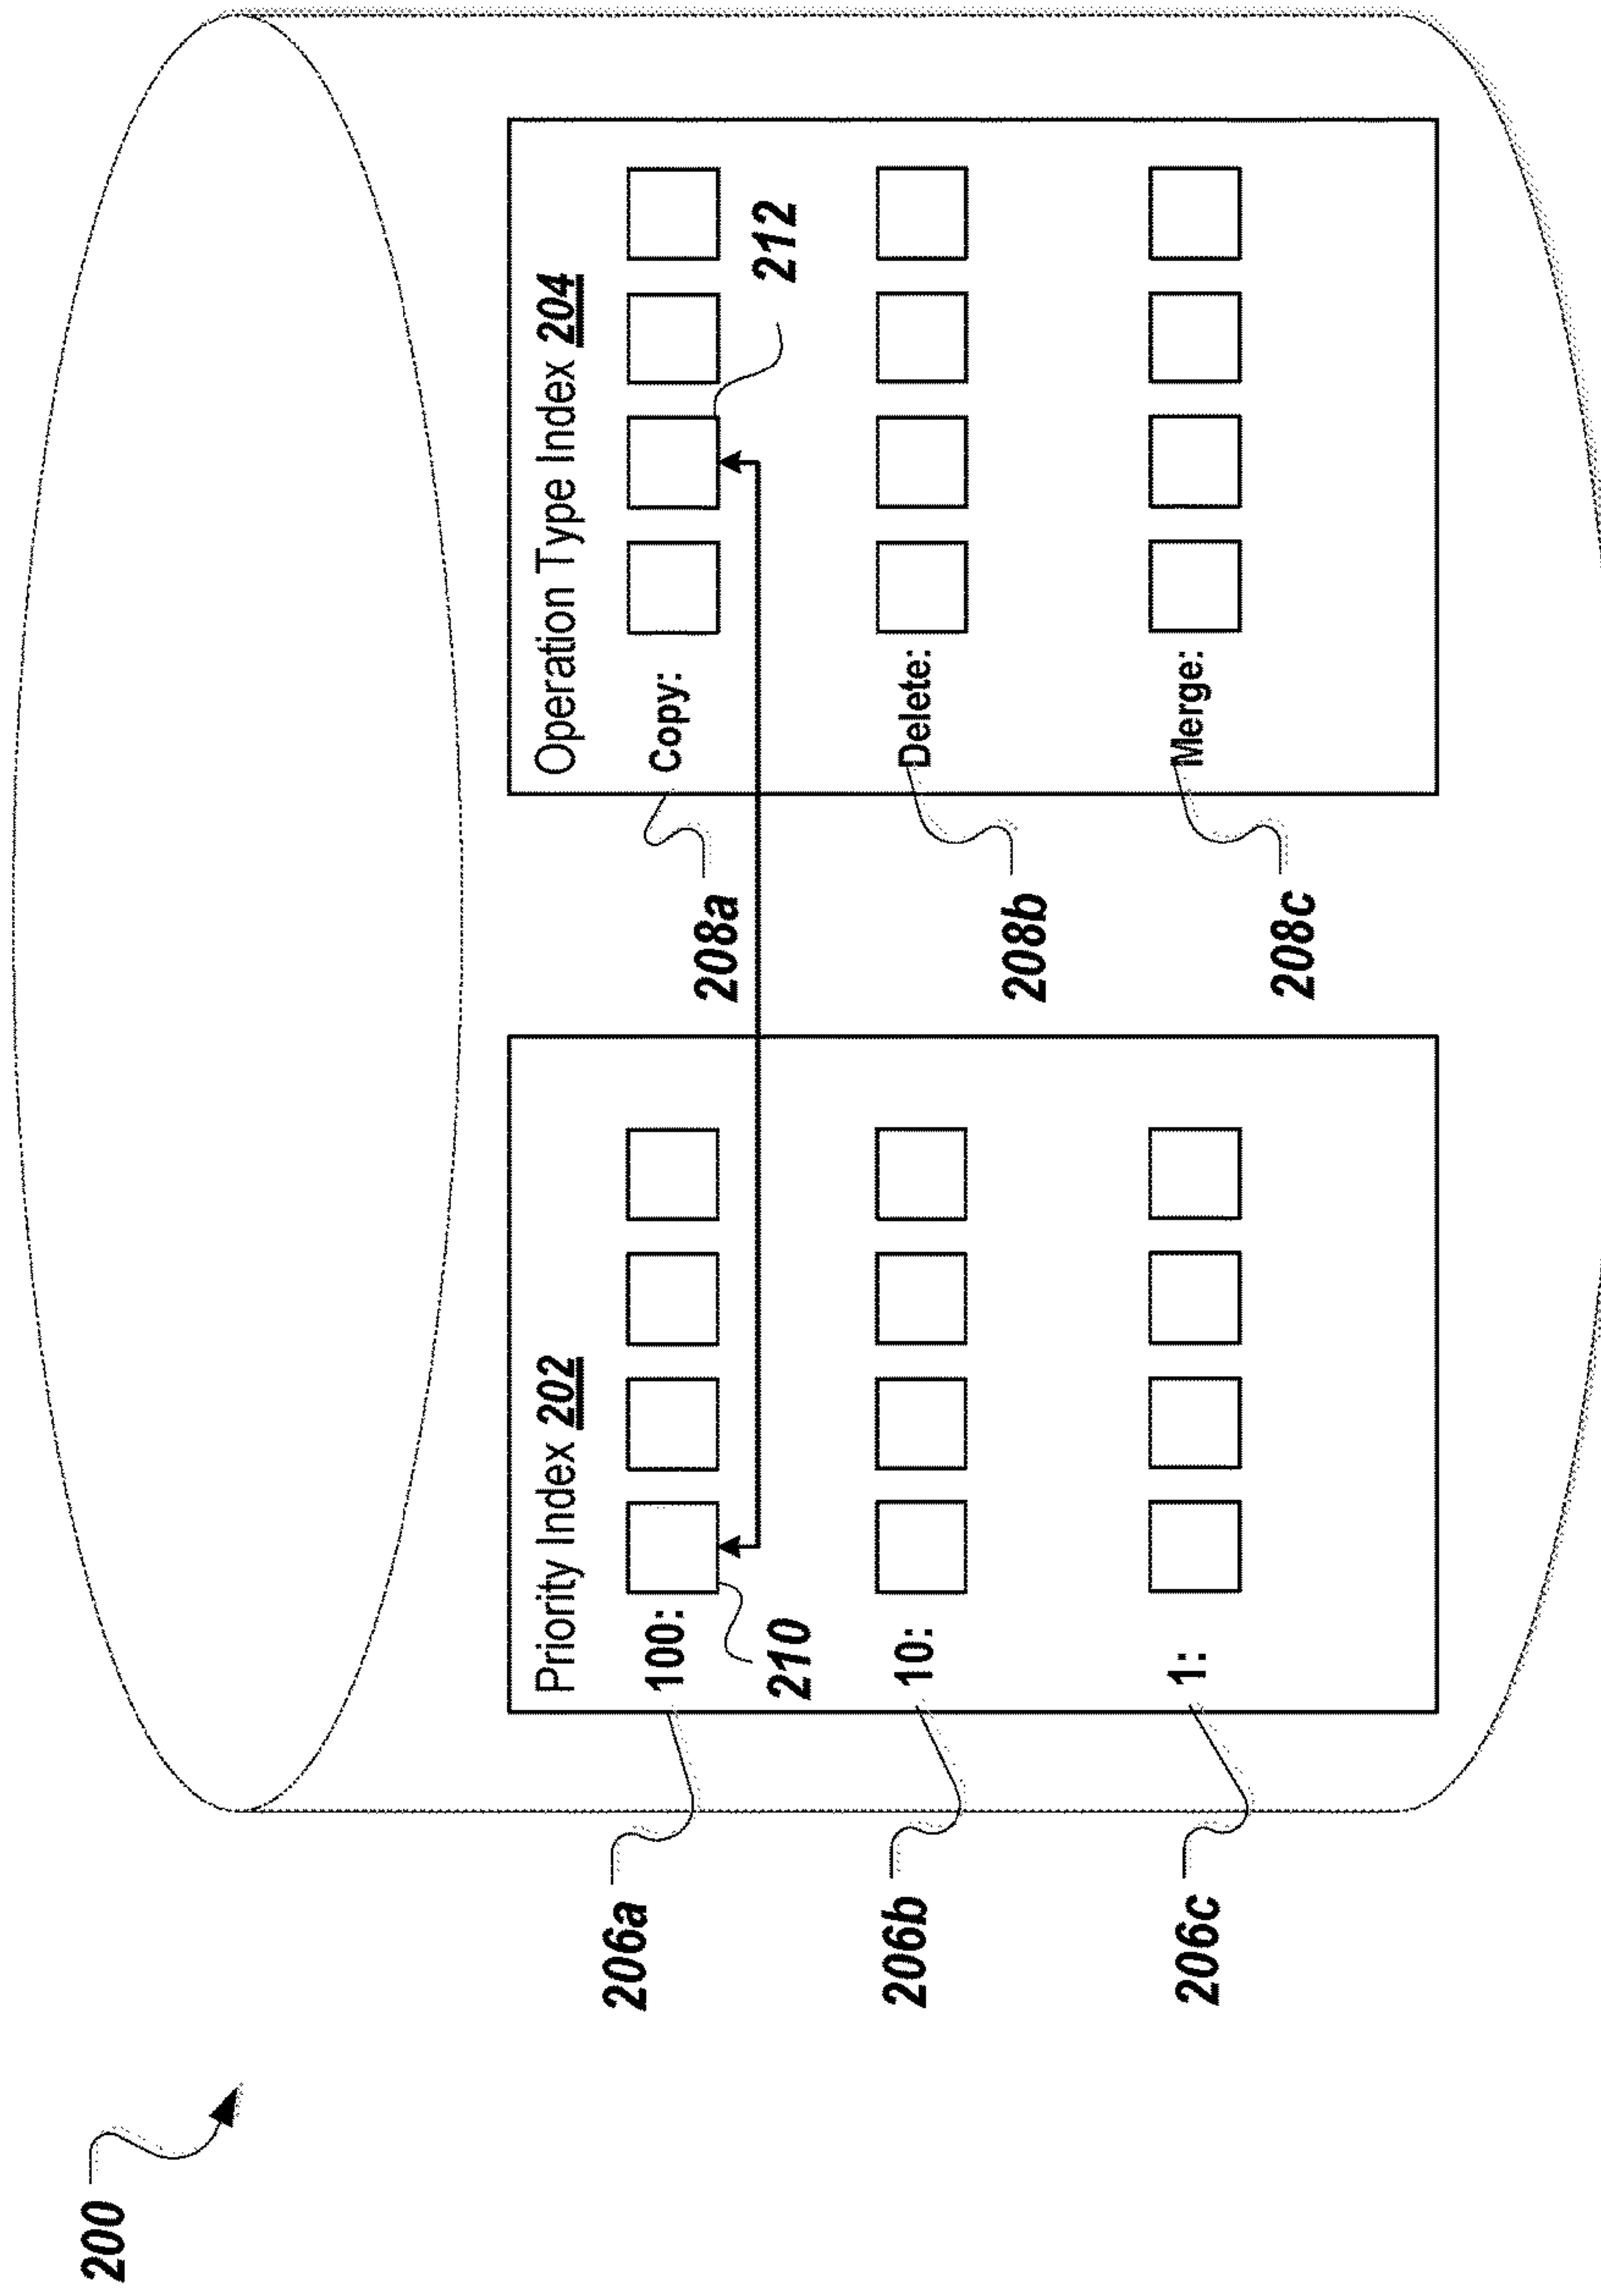 200
Priority Index 202
206a
100:
210
206b
10:
206c
1:
Operation Type Index 204
208a
Copy:
212
208b
Delete:
208c
Merge: